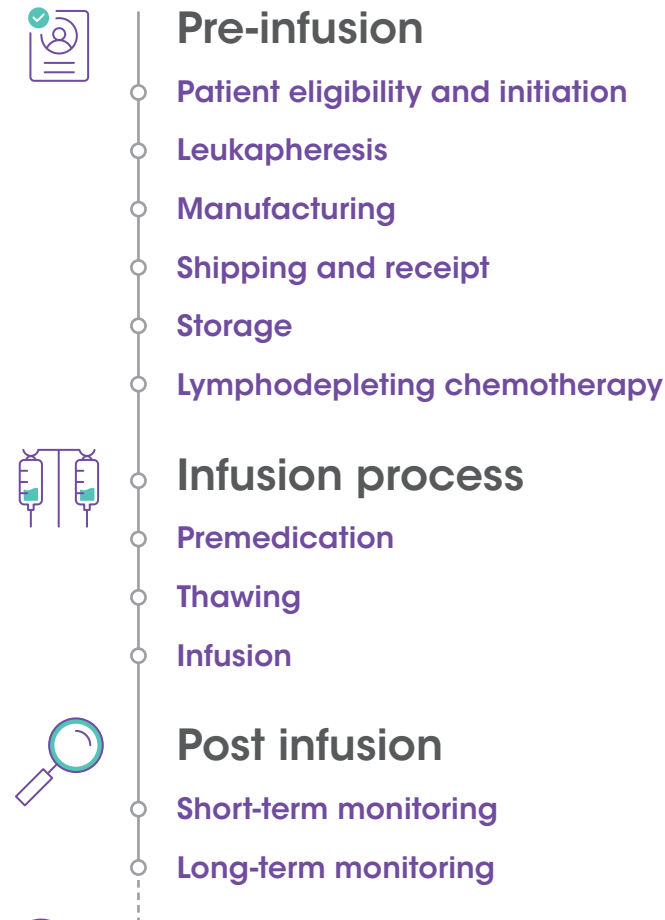 Pre-infusion
Patient eligibility and initiation
Leukapheresis
Manufacturing
Shipping and receipt
Storage
Lymphodepleting chemotherapy
Infusion process
Premedication
Thawing
Infusion
Post infusion
Short-term monitoring
Long-term monitoring